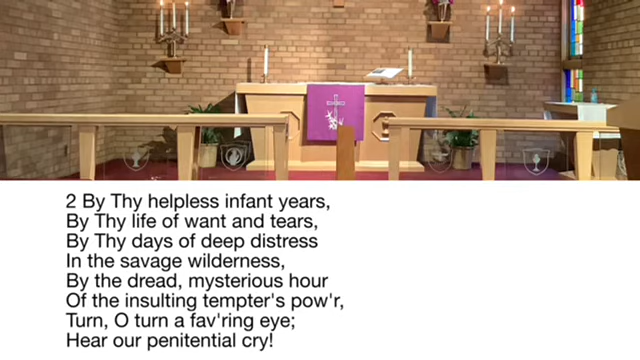 2 By Thy helpless infant years,
By Thy life of want and tears,
By Thy days of deep distress
In the savage wilderness,
By the dread, mysterious hour
Of the insulting tempter's pow'r,
Turn, O turn a fav'ring eye;
Hear our penitential cry!